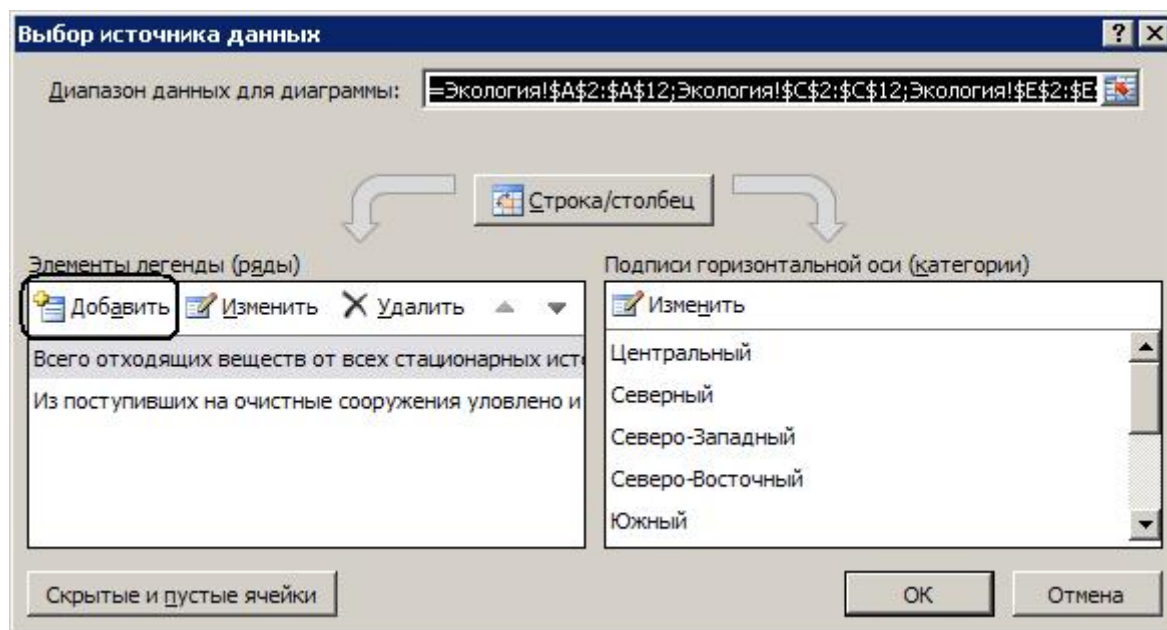 Выбор источника данных
Диапазон данных для диаграммы: =Экология!$A$2:$A$12;Экология!$C$2:$C$12;Экология!$E$2:$E
Строка/столбец
Элементы легенды (ряды)
Добавить Изменить Удалить
Всего отходящих веществ от всех стационарных
Из поступивших на очистные сооружения уловлено и
Подписи горизонтальной оси (категории)
Изменить
Центральный
Северный
Северо-Западный
Северо-Восточный
Южный
Скрытые и пустые ячейки
ОК Отмена